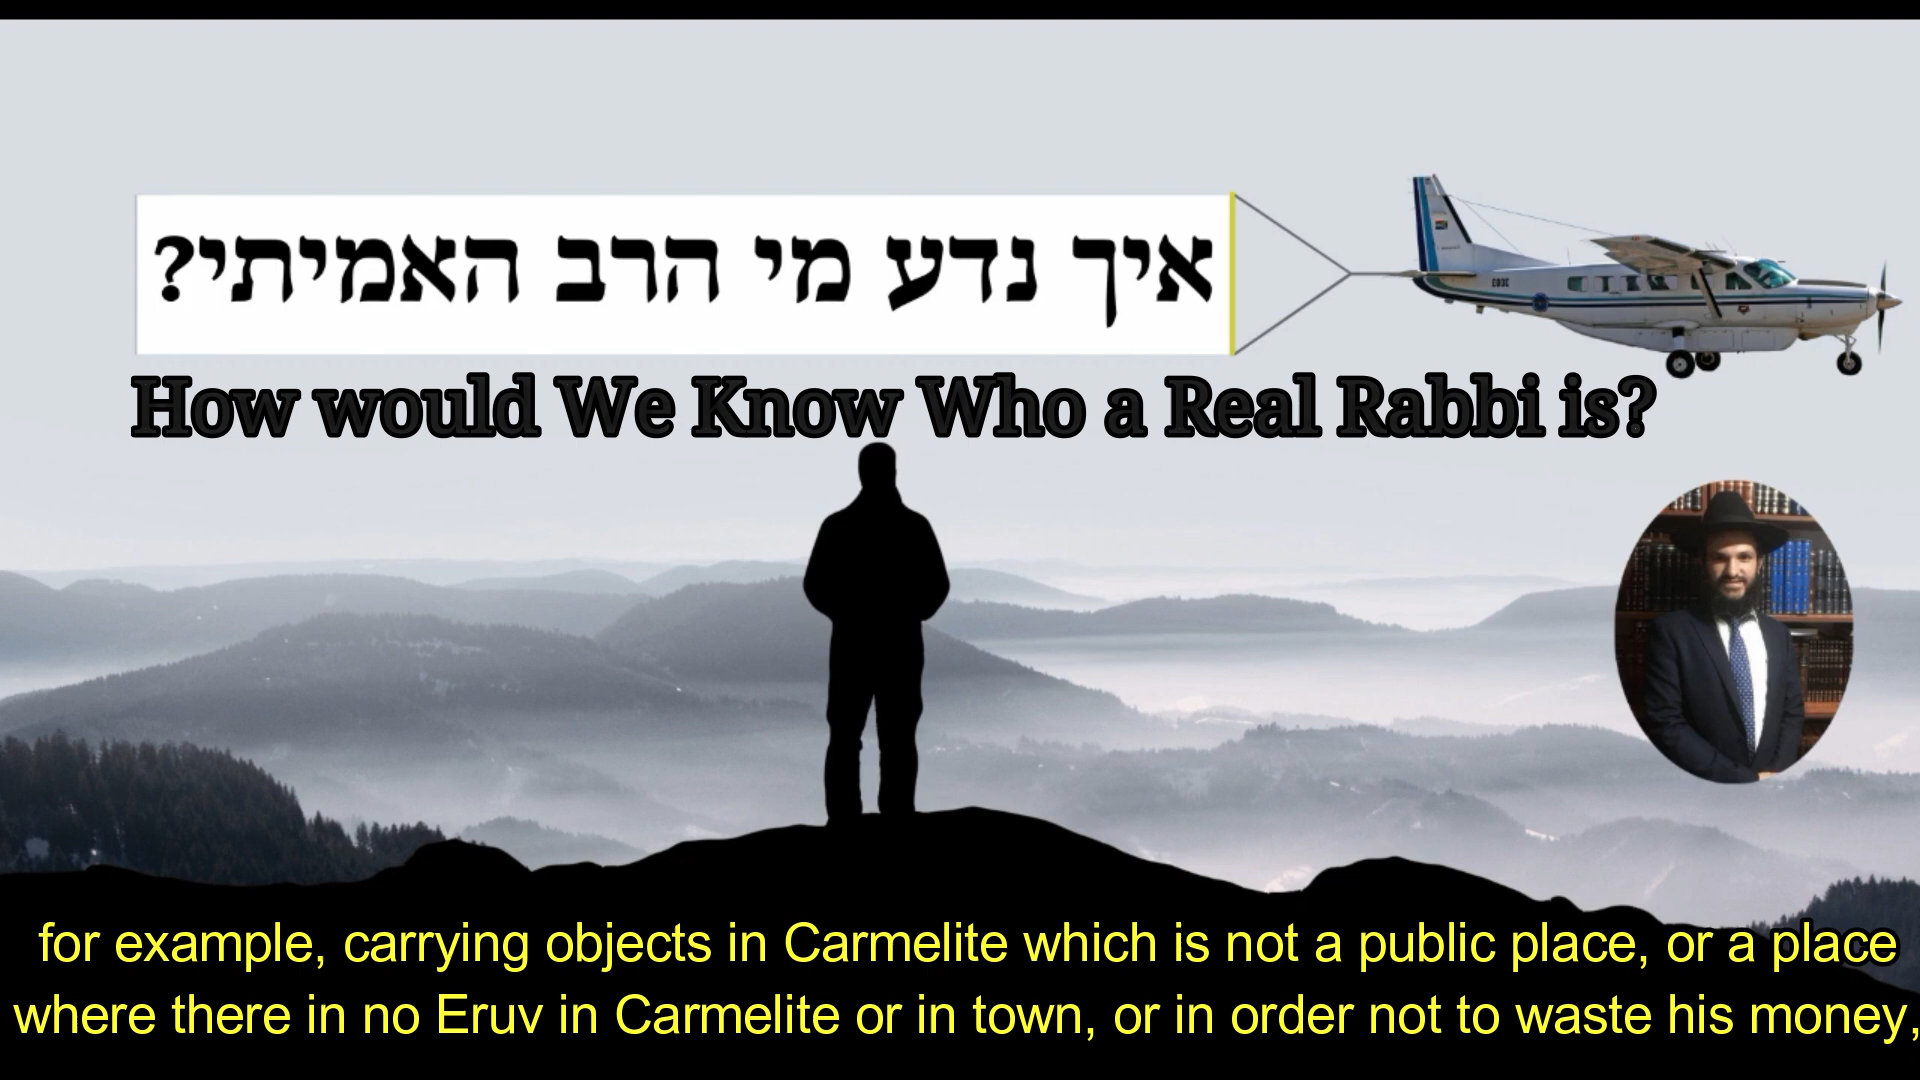 איך נדע מי הרב האמיתי?
How would We Know Who a Real Rabbi is?
for example, carrying objects in Carmelite which is not a public place, or a place
where there in no Eruv in Carmelite or in town, or in order not to waste his money,